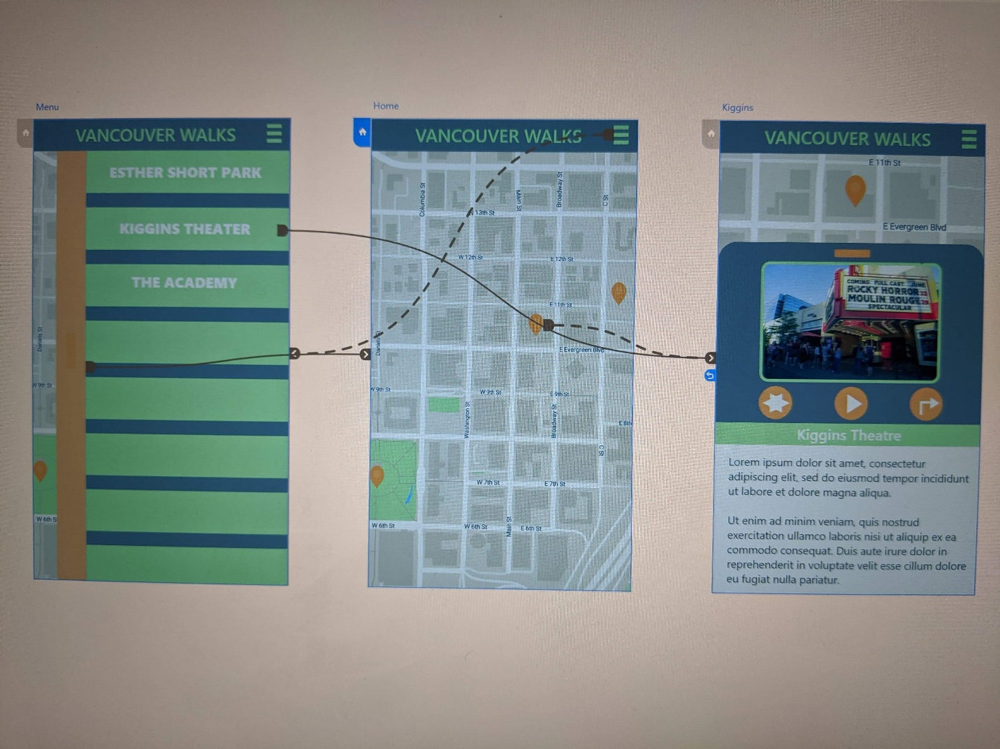 Menu
VANCOUVER WALKS
ESTHER SHORT PARK
KIGGINS THEATER
THE ACADEMY
Daniels St
W 9th St
W 6th S
Home
VANCOUVER WALKS
Columbia St
Main St
Broadway St
C St
W 13th St
W 12th St
E 12th St
E 11th St
Daniels St
E Evergreen Blvd
W 9th St
W 9th St
E 9th St
Washington St
Broadway St
E 8th
C St
W 7th St
E 7th St
W 6th St
W 6th St
Main St
E 6th St
Kiggins
VANCOUVER WALKS
E 11th St
E Evergreen Blvd
COMING FULL CAST JUNE
ROCKY HORROR 22
MOULIN ROUGE 29
SPECTACULAR
Kiggins Theatre
Lorem ipsum dolor sit amet, consectetur
adipiscing elit, sed do eiusmod tempor incididunt
ut labore et dolore magna aliqua.
Ut enim ad minim veniam, quis nostrud
exercitation ullamco laboris nisi ut aliquip ex ea
commodo consequat. Duis aute irure dolor in
reprehenderit in voluptate velit esse cillum dolore
eu fugiat nulla pariatur.